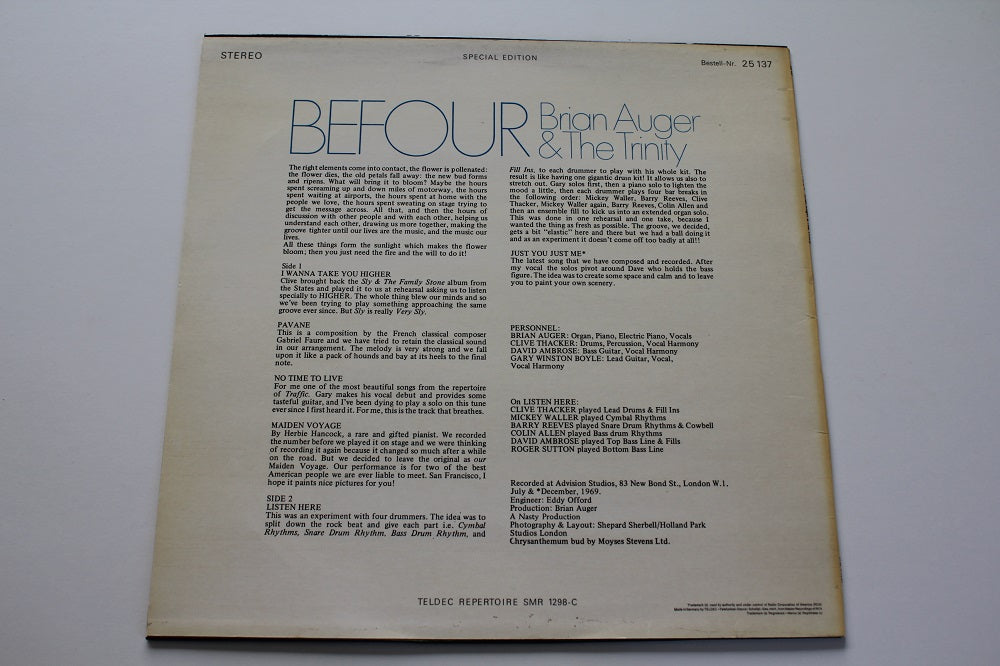 STEREO
SPECIAL EDITION
Bestell-Nr. 25 137
BEFOUR
Brian Auger
& The Trinity
The right elements come into contact, the flower is pollenated:
the flower dies, the old petals fall away: the new bud forms
and ripens. What will bring it to bloom? Maybe the hours
spent screaming up and down miles of motorway, the hours
spent waiting at airports, the hours spent at home with the
people we love, the hours spent sweating on stage trying to
get the message across. All that, and then the hours of
discussion with other people and with each other, helping us
understand each other, drawing us more together, making the
groove tighter until our lives are the music, and the music our
lives.
All these things form the sunlight which makes the flower
bloom; then you just need the fire and the will to do it!
Side 1
I WANNA TAKE YOU HIGHER
Clive brought back the Sly & The Family Stone album from
the States and played it to us at rehearsal asking us to listen
specially to HIGHER. The whole thing blew our minds and so
we've been trying to play something approaching the same
groove ever since. But Sly is really Very Sly.
PAVANE
This is a composition by the French classical composer
Gabriel Faure and we have tried to retain the classical sound
in our arrangement. The melody is very strong and we fall
upon it like a pack of hounds and bay at its heels to the final
note.
NO TIME TO LIVE
For me one of the most beautiful songs from the repertoire
of Traffic. Gary makes his vocal debut and provides some
tasteful guitar, and I've been dying to play a solo on this tune
ever since I first heard it. For me, this is the track that breathes.
MAIDEN VOYAGE
By Herbie Hancock, a rare and gifted pianist. We recorded
the number before we played it on stage and we were thinking
of recording it again because it changed so much after a while
on the road. But we decided to leave the original as our
Maiden Voyage. Our performance is for two of the best
American people we are ever liable to meet. San Francisco, I
hope it paints nice pictures for you!
SIDE 2
LISTEN HERE
This was an experiment with four drummers. The idea was to
split down the rock beat and give each part i.e. Cymbal
Rhythms, Snare Drum Rhythm. Bass Drum Rhythm, and
Fill Ins, to each drummer to play with his whole kit. The
result is like having one gigantic drum kit! It allows us also to
stretch out. Gary solos first, then a piano solo to lighten the
mood a little, then each drummer plays four bar breaks in
the following order: Mickey Waller, Barry Reeves, Clive
Thacker, Mickey Waller again, Barry Reeves, Colin Allen and
then an ensemble fill to kick us into an extended organ solo.
This was done in one rehearsal and one take, because I
wanted the thing as fresh as possible. The groove, we decided,
gets a bit "elastic" here and there but we had a ball doing it
and as an experiment it doesn't come off too badly at all!!
JUST YOU JUST ME*
The latest song that we have composed and recorded. After
my vocal the solos pivot around Dave who holds the bass
figure. The idea was to create some space and calm and to leave
you to paint your own scenery.
PERSONNEL:
BRIAN AUGER: Organ, Piano, Electric Piano, Vocals
CLIVE THACKER: Drums, Percussion, Vocal Harmony
DAVID AMBROSE: Bass Guitar, Vocal Harmony
GARY WINSTON BOYLE: Lead Guitar, Vocal,
Vocal Harmony
On LISTEN HERE:
CLIVE THACKER played Lead Drums & Fill Ins
MICKEY WALLER played Cymbal Rhythms
BARRY REEVES played Snare Drum Rhythms & Cowbell
COLIN ALLEN played Bass drum Rhythms
DAVID AMBROSE played Top Bass Line & Fills
ROGER SUTTON played Bottom Bass Line
Recorded at Advision Studios, 83 New Bond St., London W.1.
July & *December, 1969.
Engineer: Eddy Offord
Production: Brian Auger
A Nasty Production
Photography & Layout: Shepard Sherbell/Holland Park
Studios London
Chrysanthemum bud by Moyses Stevens Ltd.
TELDEC REPERTOIRE SMR 1298-C